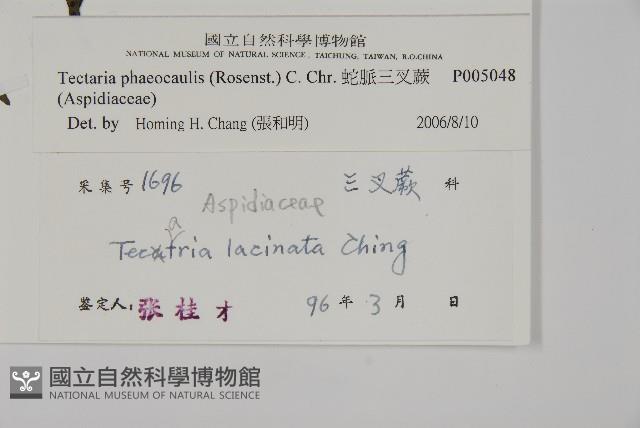 國立自然科學博物館
NATIONAL MUSEUM OF NATURAL SCIENCE, TAICHUNG, TAIWAN, R.O.CHINA
Tectaria phaeocaulis (Rosenst.) C. Chr. 蛇脈三叉蕨 P005048
(Aspidiaceae)
Det. by Homing H. Chang (張和明) 2006/8/10
采集号 1696 三叉蕨 科
Aspidiaceae
a
Tectria lacinata Ching
鉴定人: 张桂才 96 年 3 月 日
國立自然科學博物館
NATIONAL MUSEUM OF NATURAL SCIENCE